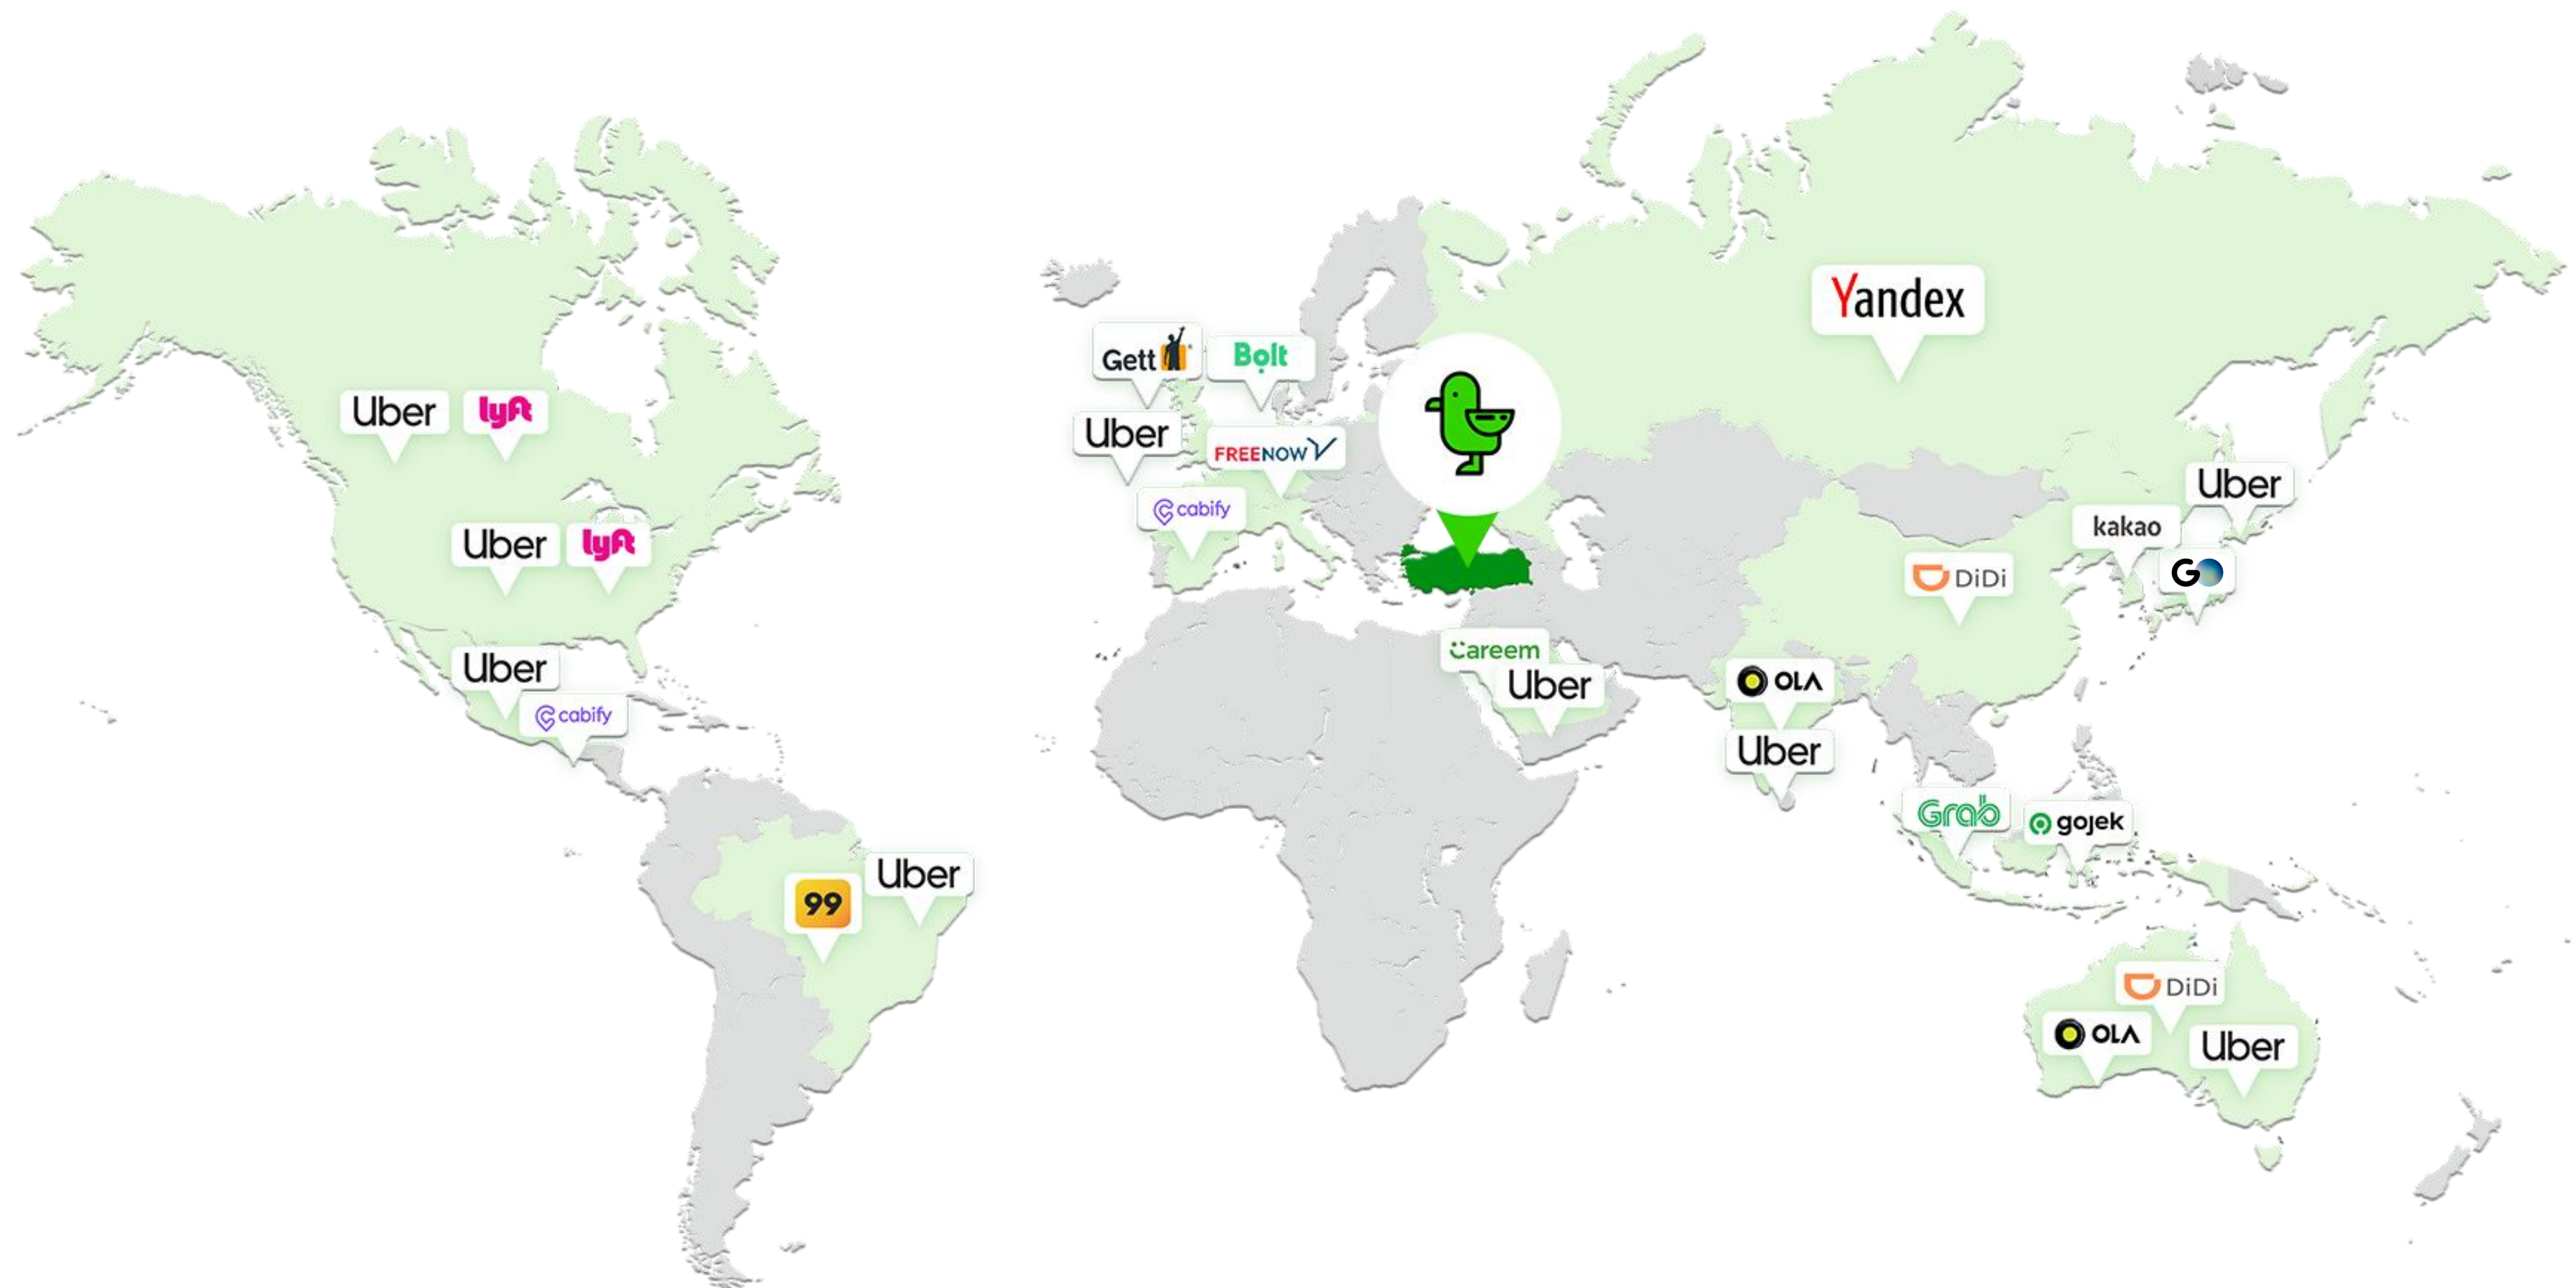 Uber
lyft
Uber
lyft
Uber
cabify
99
Uber
Gett
Bolt
Uber
FREENOW
cabify
Yandex
Careem
Uber
OLA
Uber
DiDi
kakao
Uber
GO
Grab
gojek
DiDi
OLA
Uber